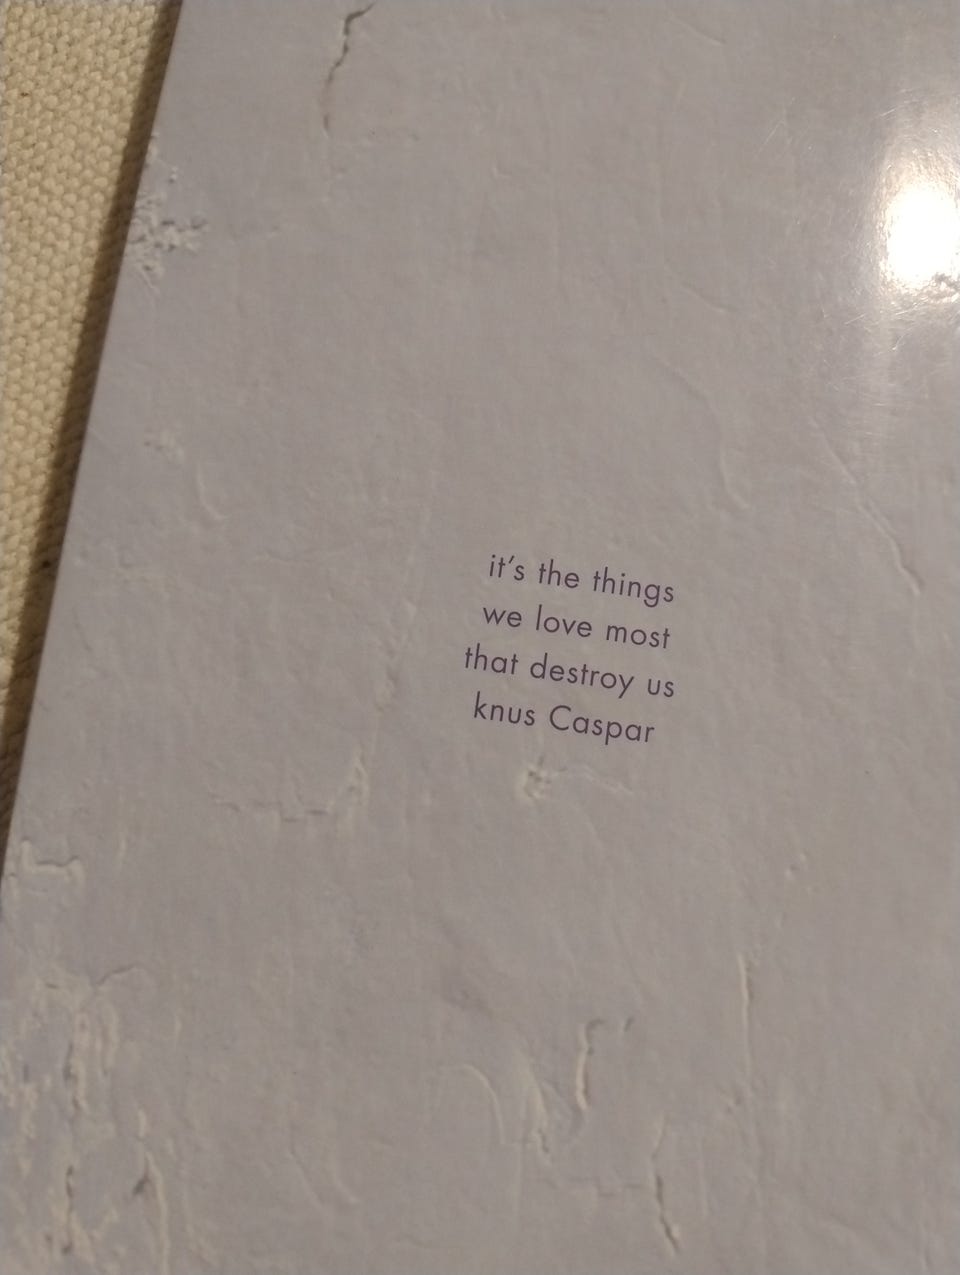 it's the things
we love most
that destroy us
knus Caspar